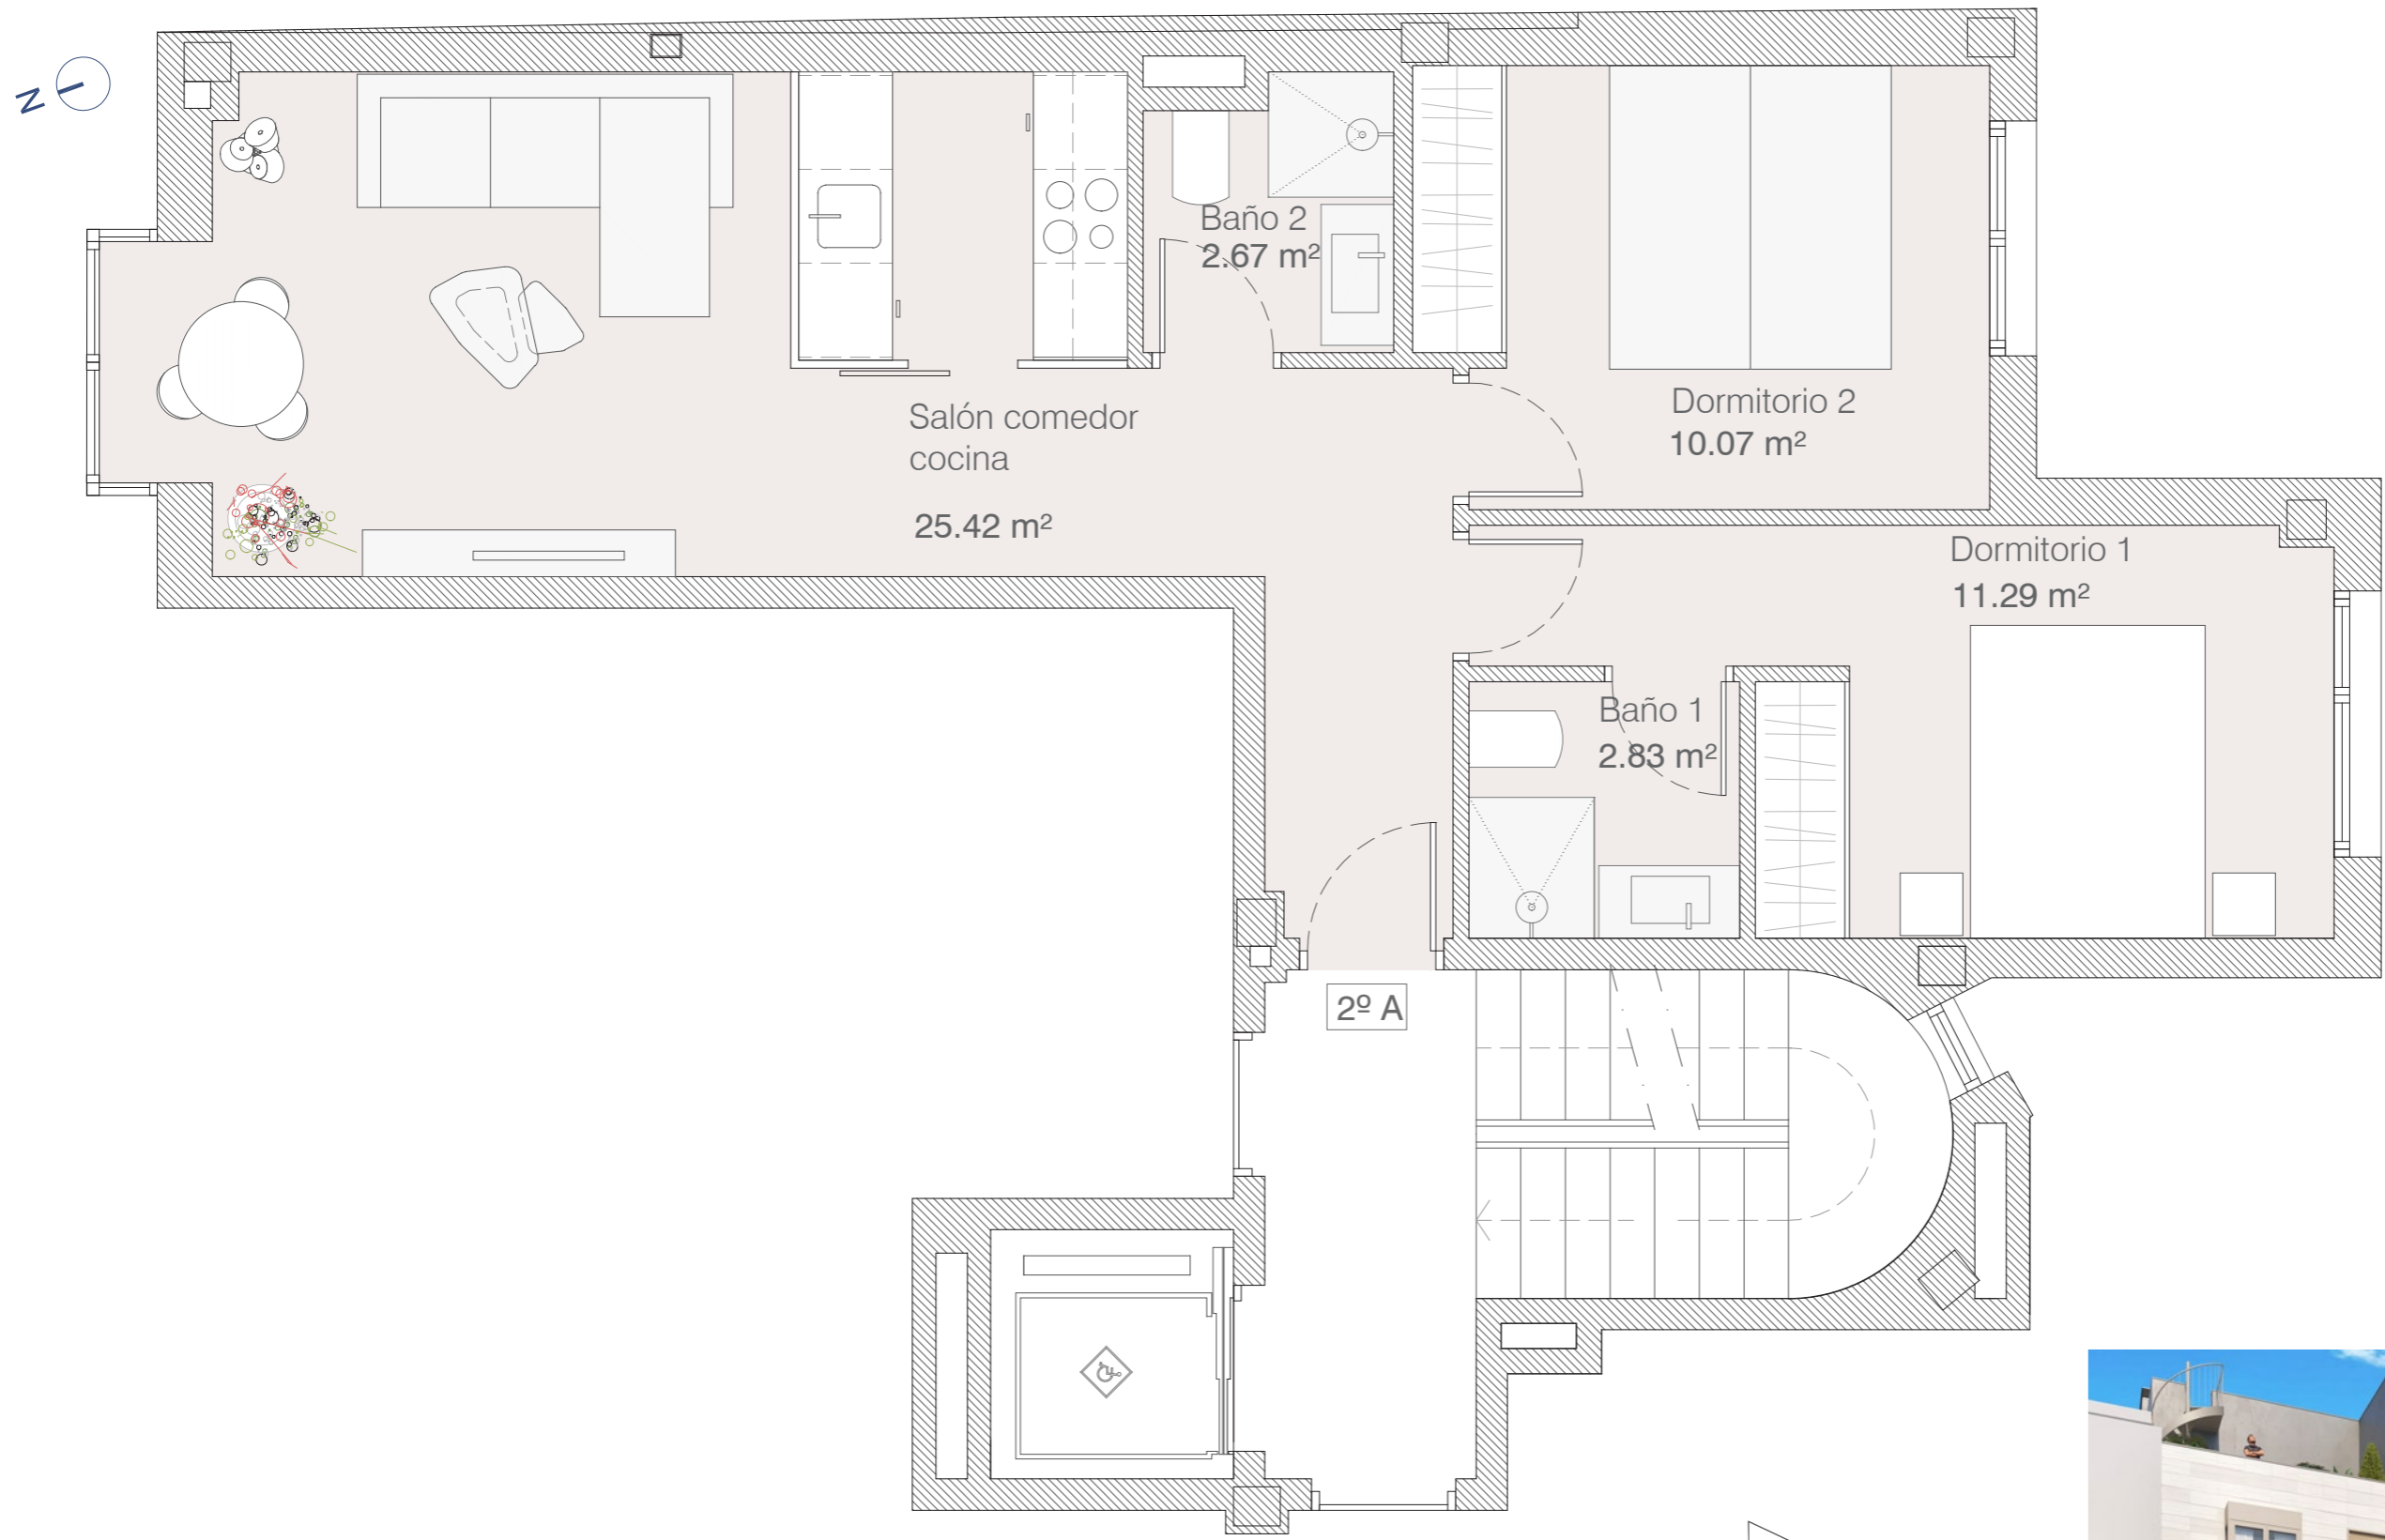 N
Baño 2
2.67 m²
Dormitorio 2
10.07 m²
Salón comedor
cocina
25.42 m²
Dormitorio 1
11.29 m²
Baño 1
2.83 m²
2º A